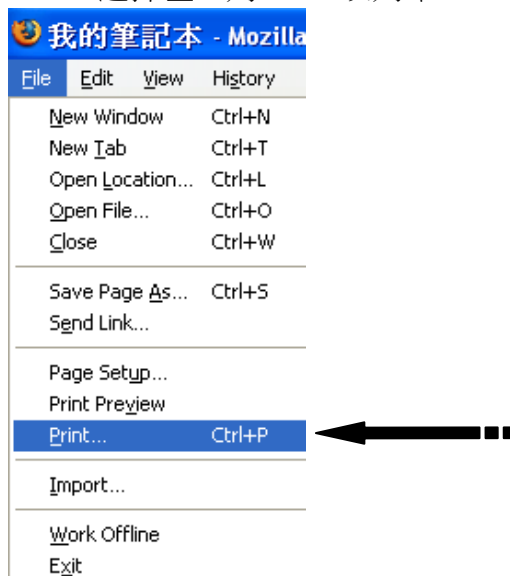 我的筆記本 - Mozilla
File Edit View History
New Window Ctrl+N
New Tab Ctrl+T
Open Location... Ctrl+L
Open File... Ctrl+O
Close Ctrl+W
Save Page As... Ctrl+S
Send Link...
Page Setup...
Print Preview
Print... Ctrl+P
Import...
Work Offline
Exit